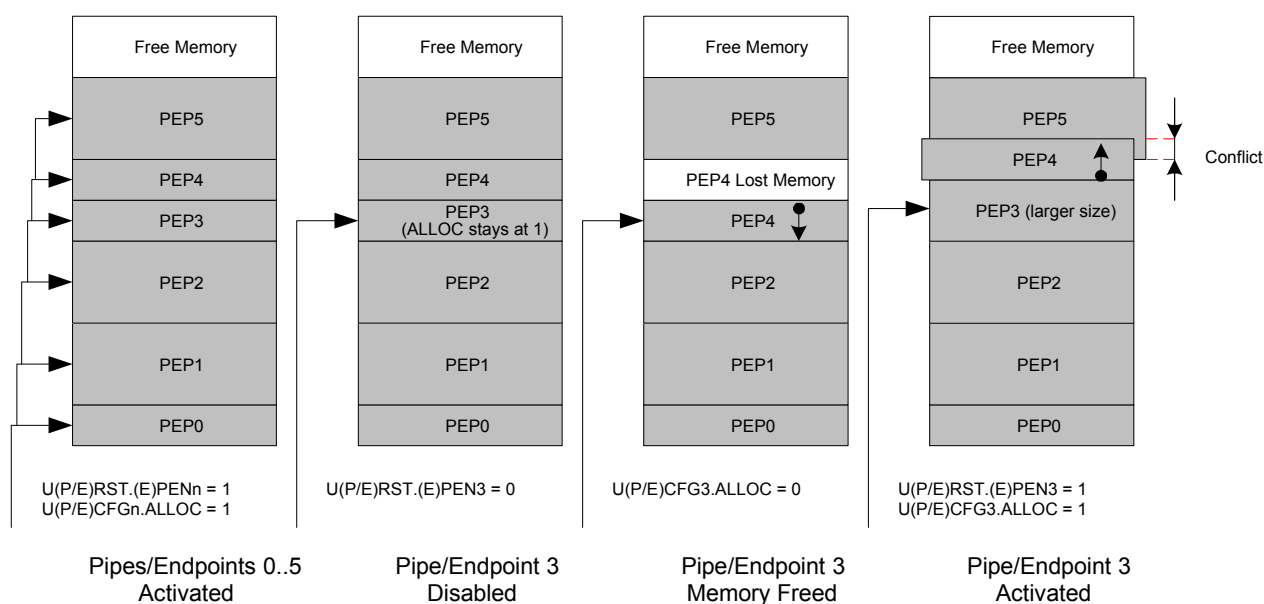 Free Memory
PEP5
PEP4
PEP3
PEP2
PEP1
PEP0
U(P/E)RST.(E)PENn = 1
U(P/E)CFGn.ALLOC = 1
Pipes/Endpoints 0..5
Activated
Free Memory
PEP5
PEP4
PEP3
(ALLOC stays at 1)
PEP2
PEP1
PEP0
U(P/E)RST.(E)PEN3 = 0
Pipe/Endpoint 3
Disabled
Free Memory
PEP5
PEP4 Lost Memory
PEP4
PEP2
PEP1
PEP0
U(P/E)CFG3.ALLOC = 0
Pipe/Endpoint 3
Memory Freed
Free Memory
PEP5
PEP4
Conflict
PEP3 (larger size)
PEP2
PEP1
PEP0
U(P/E)RST.(E)PEN3 = 1
U(P/E)CFG3.ALLOC = 1
Pipe/Endpoint 3
Activated